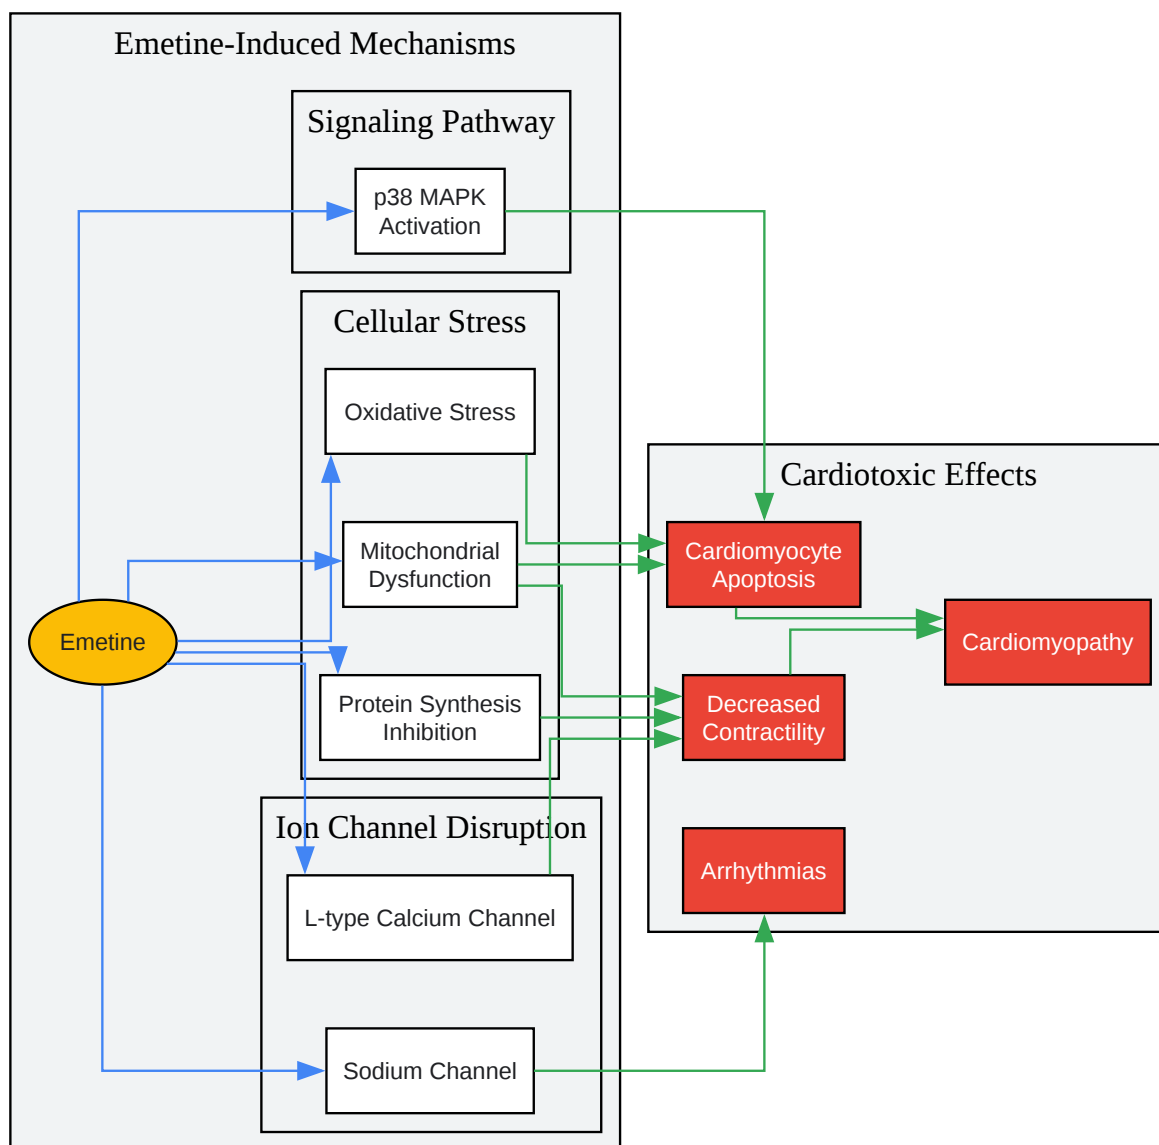 Emetine-Induced Mechanisms
Signaling Pathway
p38 MAPK
Activation
Cellular Stress
Oxidative Stress
Mitochondrial
Dysfunction
Emetine
Protein Synthesis
Inhibition
Ion Channel Disruption
L-type Calcium Channel
Sodium Channel
Cardiotoxic Effects
Cardiomyocyte
Apoptosis
Cardiomyopathy
Decreased
Contractility
Arrhythmias